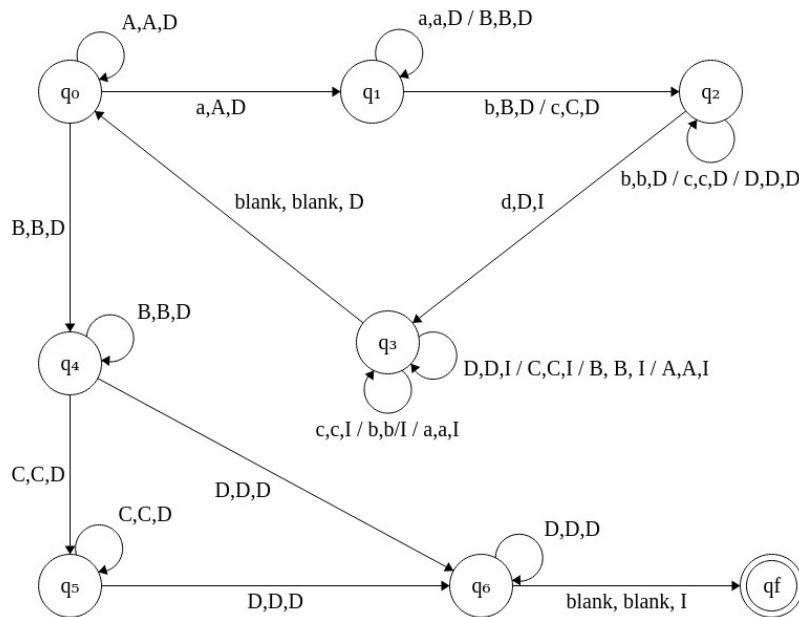 A,A,D
a,a,D / B,B,D
q₀
q₁
q₂
a,A,D
b,B,D / c,C,D
b,b,D / c,c,D / D,D,D
blank, blank, D
d,D,I
B,B,D
B,B,D
q₃
q₄
D,D,I / C,C,I / B, B, I / A,A,I
c,c,I / b,b/I / a,a,I
C,C,D
D,D,D
C,C,D
D,D,D
q₅
q₆
qf
D,D,D
blank, blank, I